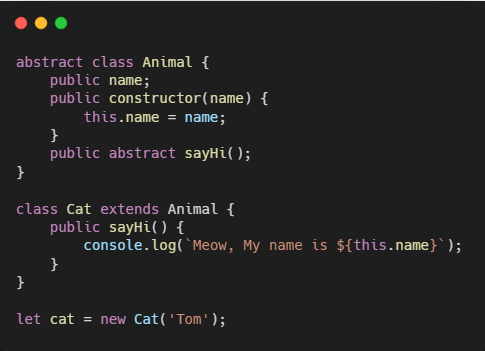 abstract class Animal {
    public name;
    public constructor(name) {
        this.name = name;
    }
    public abstract sayHi();
}

class Cat extends Animal {
    public sayHi() {
        console.log(`Meow, My name is ${this.name}`);
    }
}

let cat = new Cat('Tom');